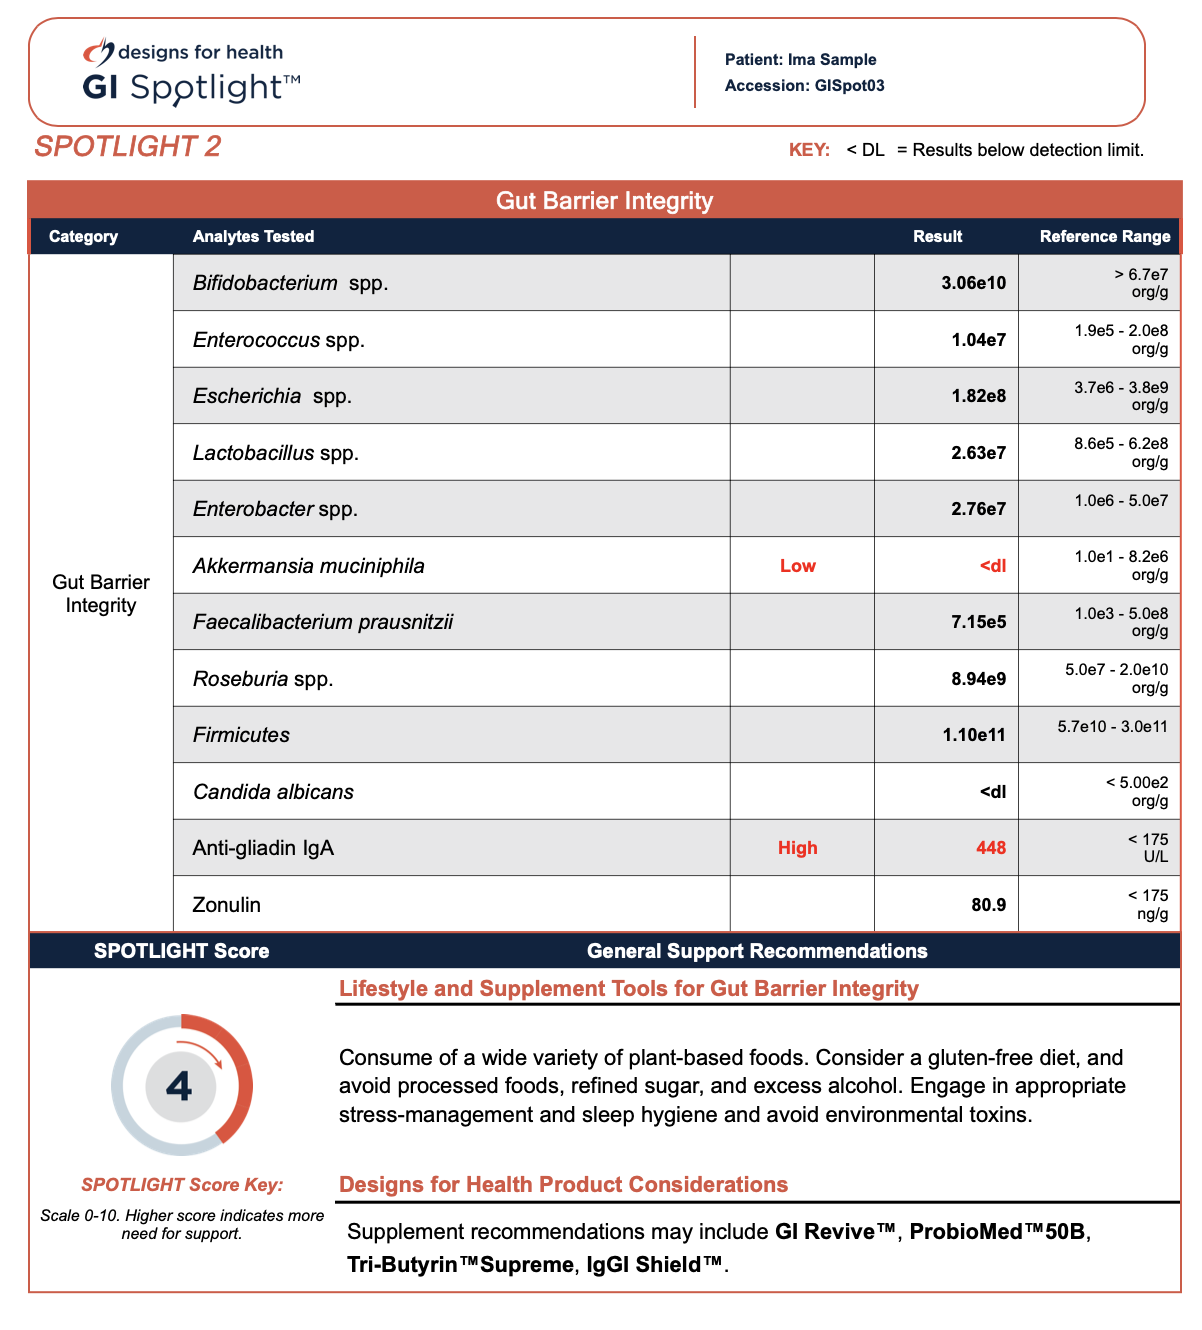 designs for health
GI Spotlight™
Patient: Ima Sample
Accession: GISpot03
SPOTLIGHT 2
KEY: < DL = Results below detection limit.
Gut Barrier Integrity
Category Analytes Tested Result Reference Range
Gut Barrier
Integrity
Bifidobacterium spp. 3.06e10 > 6.7e7
org/g
Enterococcus spp. 1.04e7 1.9e5 - 2.0e8
org/g
Escherichia spp. 1.82e8 3.7e6 - 3.8e9
org/g
Lactobacillus spp. 2.63e7 8.6e5 - 6.2e8
org/g
Enterobacter spp. 2.76e7 1.0e6 - 5.0e7
Akkermansia muciniphila Low <dl 1.0e1 - 8.2e6
org/g
Faecalibacterium prausnitzii 7.15e5 1.0e3 - 5.0e8
org/g
Roseburia spp. 8.94e9 5.0e7 - 2.0e10
org/g
Firmicutes 1.10e11 5.7e10 - 3.0e11
Candida albicans <dl < 5.00e2
org/g
Anti-gliadin IgA High 448 < 175
U/L
Zonulin 80.9 < 175
ng/g
SPOTLIGHT Score General Support Recommendations
4
SPOTLIGHT Score Key:
Scale 0-10. Higher score indicates more
need for support.
Lifestyle and Supplement Tools for Gut Barrier Integrity
Consume of a wide variety of plant-based foods. Consider a gluten-free diet, and
avoid processed foods, refined sugar, and excess alcohol. Engage in appropriate
stress-management and sleep hygiene and avoid environmental toxins.
Designs for Health Product Considerations
Supplement recommendations may include GI Revive™, ProbioMed™50B,
Tri-Butyrin™Supreme, IgGI Shield™.